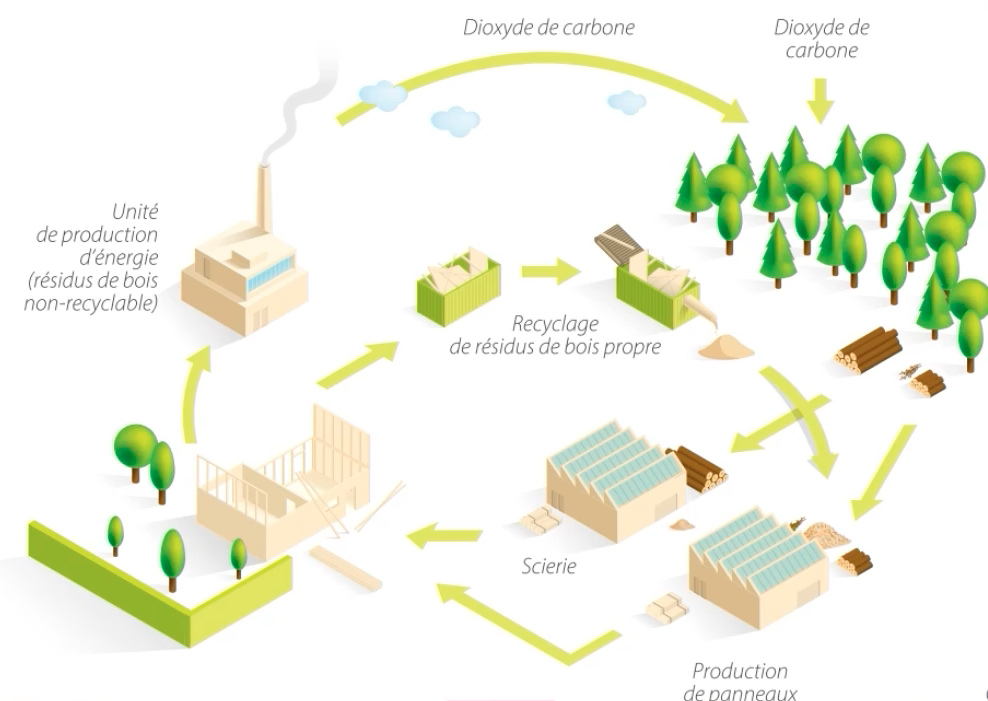 Dioxyde de carbone
Dioxyde de
carbone
Unité
de production
d'énergie
(résidus de bois
non-recyclable)
Recyclage
de résidus de bois propre
Scierie
Production
de panneaux